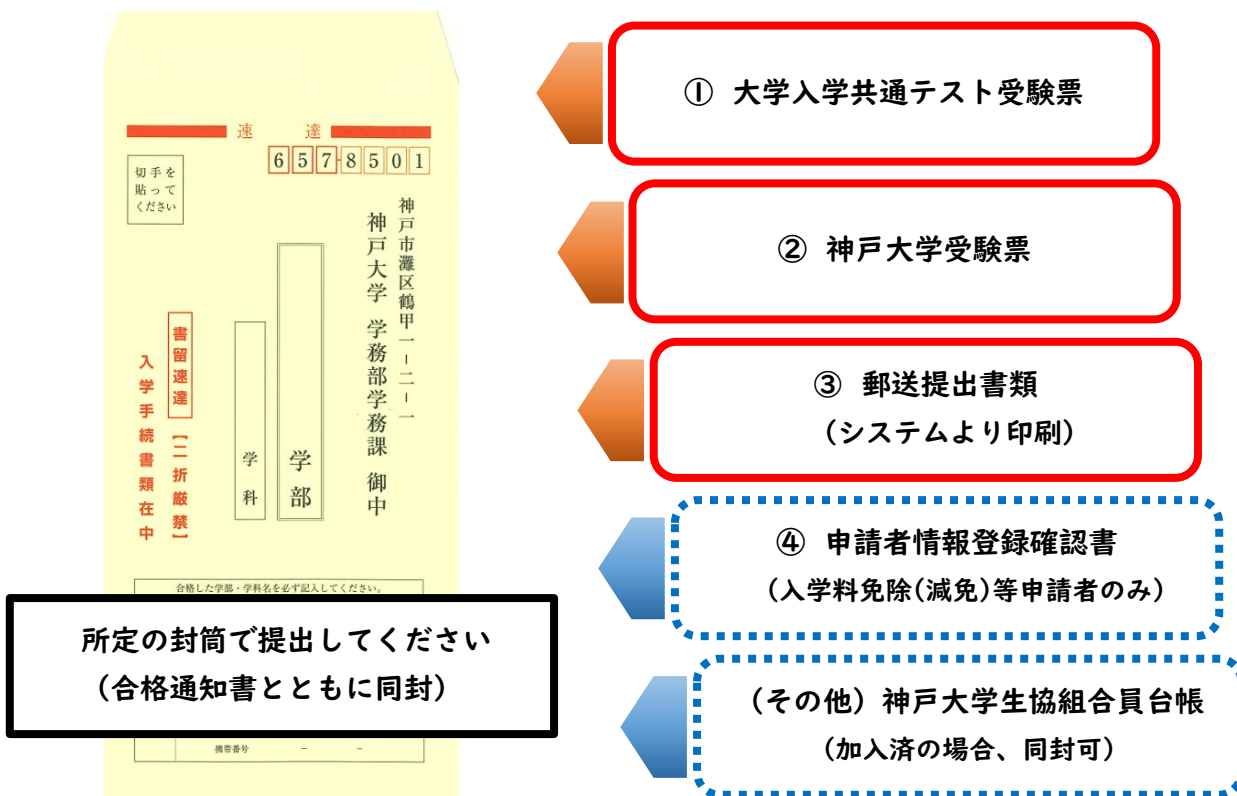 速 達
657-8501
切手を
貼って
ください
神戸市灘区鶴甲一-二-一
神戸大学 学務部学務課 御中
学部
学科
書留速達 【二折厳禁】
入学手続書類在中
合格した学部・学科名を必ず記入してください。
所定の封筒で提出してください
(合格通知書とともに同封)
携帯番号 - -
① 大学入学共通テスト受験票
② 神戸大学受験票
③ 郵送提出書類
(システムより印刷)
④ 申請者情報登録確認書
(入学料免除(減免)等申請者のみ)
(その他) 神戸大学生協組合員台帳
(加入済の場合、同封可)